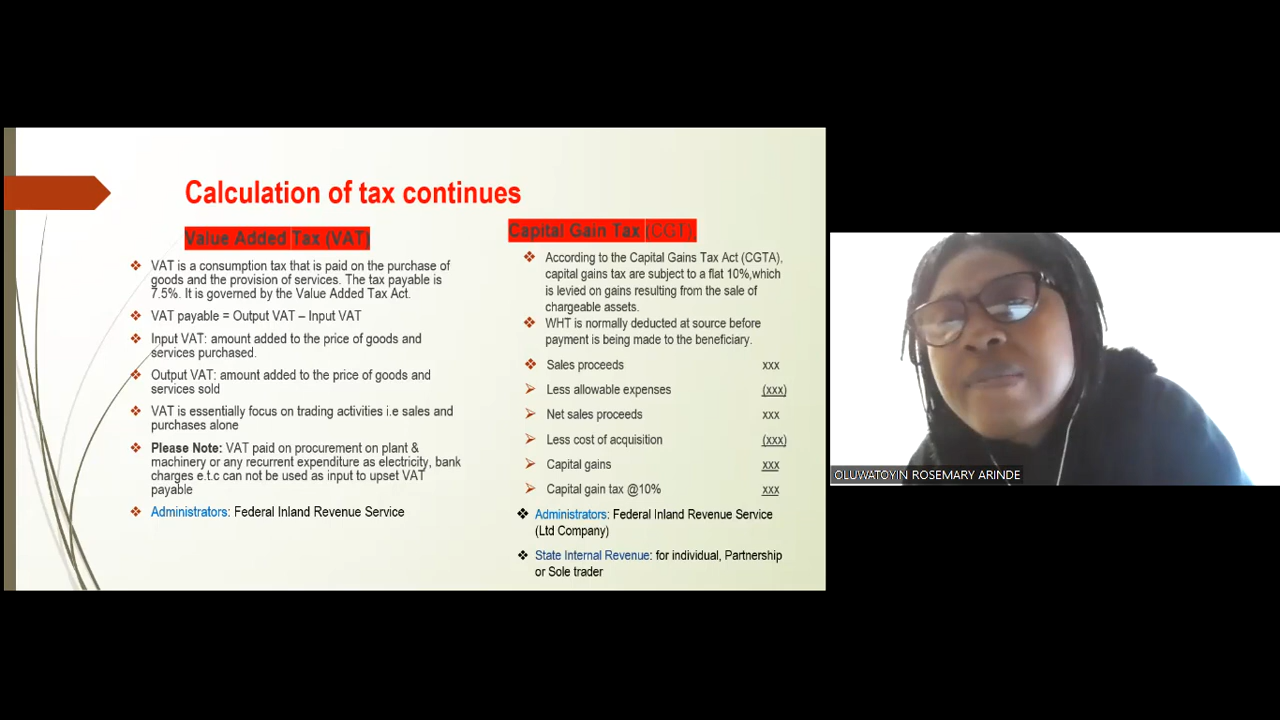 Calculation of tax continues
Value Added Tax (VAT)
VAT is a consumption tax that is paid on the purchase of
goods and the provision of services. The tax payable is
7.5%. It is governed by the Value Added Tax Act.
VAT payable = Output VAT – Input VAT
Input VAT: amount added to the price of goods and
services purchased.
Output VAT: amount added to the price of goods and
services sold
VAT is essentially focus on trading activities i.e sales and
purchases alone
Please Note: VAT paid on procurement on plant &
machinery or any recurrent expenditure as electricity, bank
charges e.t.c can not be used as input to upset VAT
payable
Administrators: Federal Inland Revenue Service
Capital Gain Tax (CGT).
According to the Capital Gains Tax Act (CGTA),
capital gains tax are subject to a flat 10%,which
is levied on gains resulting from the sale of
chargeable assets.
WHT is normally deducted at source before
payment is being made to the beneficiary.
Sales proceeds xxx
Less allowable expenses (xxx)
Net sales proceeds xxx
Less cost of acquisition (xxx)
Capital gains xxx
Capital gain tax @10% xxx
Administrators: Federal Inland Revenue Service
(Ltd Company)
State Internal Revenue: for individual, Partnership
or Sole trader
OLUWATOYIN ROSEMARY ARINDE